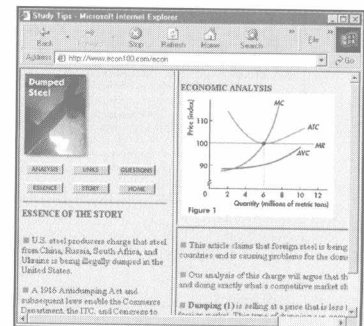 Study Tips - Microsoft Internet Explorer
Back
Stop
Refresh
Home
Search
File
Address
http://www.econ100.com/econ
Go
Dumped
Steel
ANALYSIS
LINKS
QUESTIONS
ESSENCE
STORY
HOME
ESSENCE OF THE STORY
U.S. steel producers charge that steel
from China, Russia, South Africa, and
Ukraine is being illegally dumped in the
United States.
A 1916 Antidumping Act and
subsequent laws enable the Commerce
Department, the ITC, and Congress to
ECONOMIC ANALYSIS
Price (index)
110
100
90
0
2
4
6
8
10
12
MC
ATC
MR
AVC
Quantity (millions of metric tons)
Figure 1
This article claims that foreign steel is being
countries and is causing problems for the dome
Our analysis of this charge will argue that th
and doing exactly what a competitive market sh
Dumping (1) is selling at a price that is less t